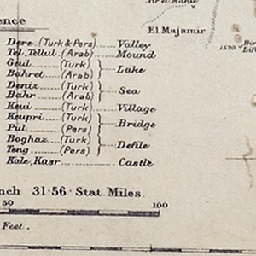 El Majamir
ence
Dere (Turk & Pers) Valley
Tel. Tellul (Arab) Mound
Geul (Turk)
Bahret (Arab) Lake
Deniz (Turk)
Bahr (Arab) Sea
Keui (Turk) Village
Keupri (Turk)
Pul (Pers) Bridge
Boghaz (Turk)
Teng (Pers) Defile
Kale, Kasr Castle
nch 31·56 Stat. Miles.
50 100
Feet.